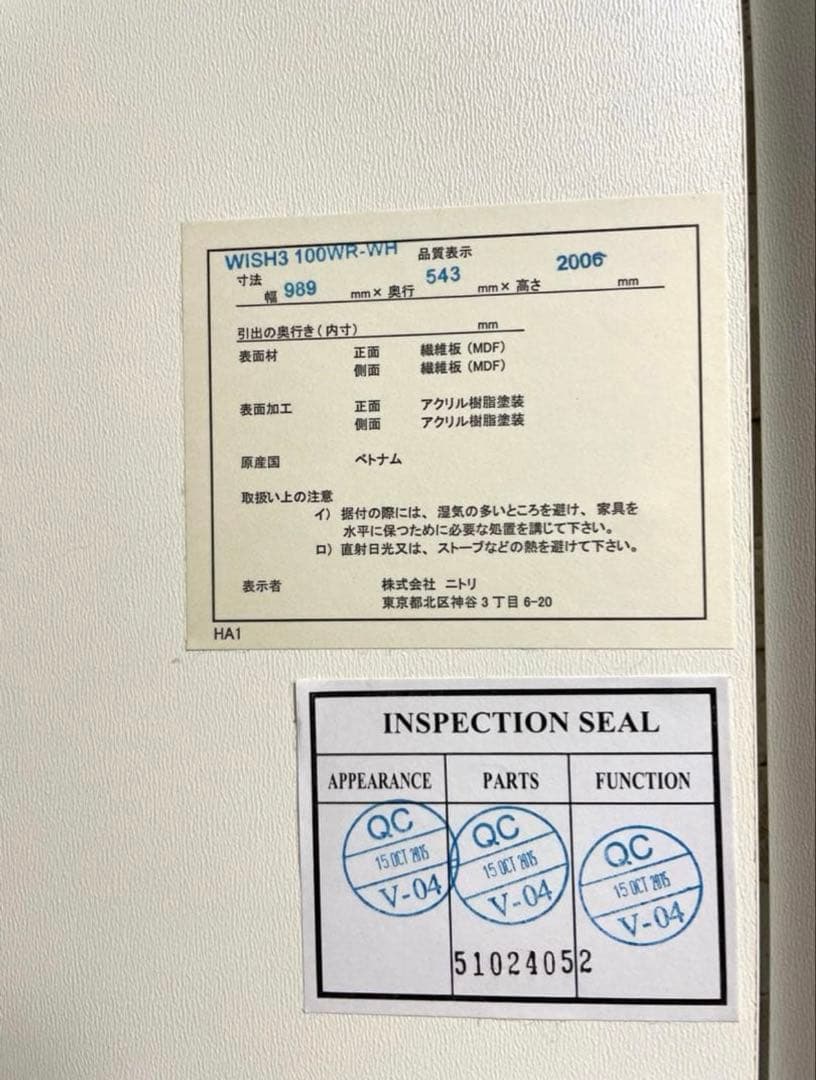 WISH3 100WR-WH 品質表示
寸法
幅 989 mm× 奥行 543 mm× 高さ 2006 mm
引出の奥行き（内寸） mm
表面材 正面 繊維板（MDF）
側面 繊維板（MDF）
表面加工 正面 アクリル樹脂塗装
側面 アクリル樹脂塗装
原産国 ベトナム
取扱い上の注意
イ）据付の際には、湿気の多いところを避け、家具を
水平に保つために必要な処置を講じて下さい。
ロ）直射日光又は、ストーブなどの熱を避けて下さい。
表示者 株式会社 ニトリ
東京都北区神谷3丁目6-20
HA1
INSPECTION SEAL
APPEARANCE PARTS FUNCTION
QC QC QC
15 OCT 2015 15 OCT 2015 15 OCT 2015
V-04 V-04 V-04
51024052